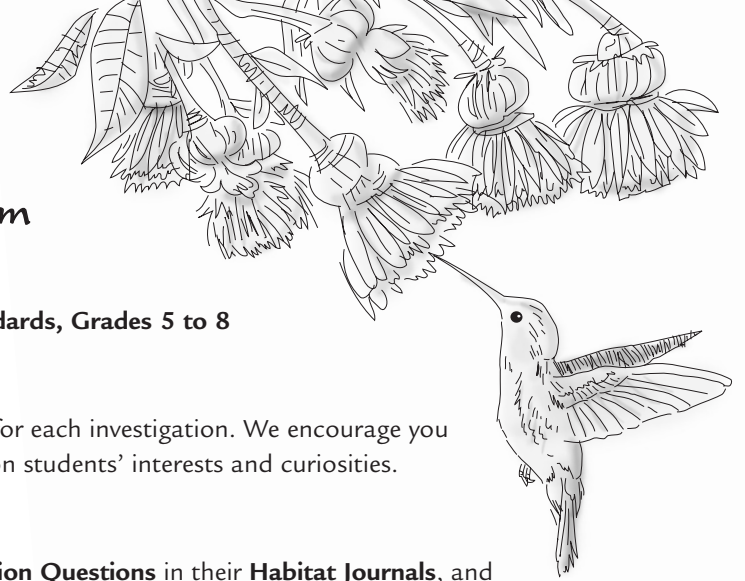 m
dards, Grades 5 to 8
for each investigation. We encourage you
on students' interests and curiosities.
ion Questions in their Habitat Journals, and